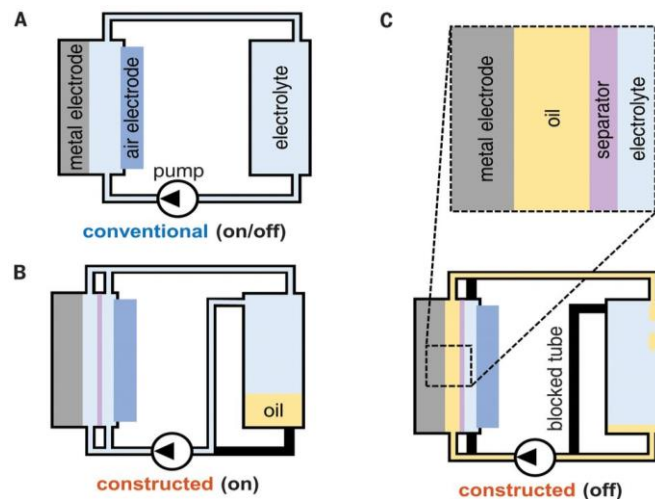 A
metal electrode
air electrode
electrolyte
pump
conventional (on/off)
B
oil
constructed (on)
C
metal electrode
oil
separator
electrolyte
blocked tube
constructed (off)